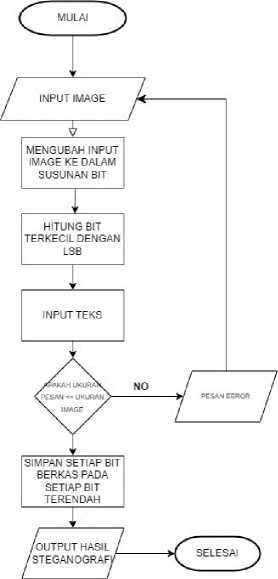 MULAI
INPUT IMAGE
MENGUBAH INPUT
IMAGE KE DALAM
SUSUNAN BIT
HITUNG BIT
TERKECIL DENGAN
LSB
INPUT TEKS
APAKAH UKURAN
PESAN <= UKURAN
IMAGE
NO
PESAN ERROR
SIMPAN SETIAP BIT
BERKAS PADA
SETIAP BIT
TERENDAH
OUTPUT HASIL
STEGANOGRAFI
SELESAI